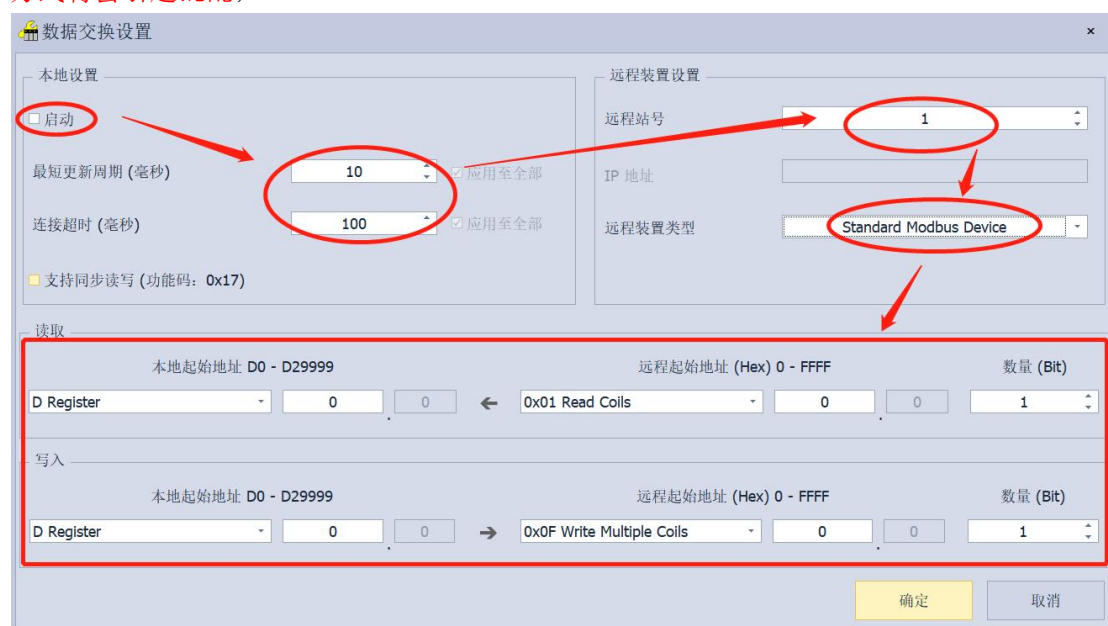 数据交换设置 ×
本地设置
启动
最短更新周期 (毫秒) 10 应用至全部
连接超时 (毫秒) 100 应用至全部
支持同步读写 (功能码: 0x17)
远程装置设置
远程站号 1
IP 地址
远程装置类型 Standard Modbus Device
读取
本地起始地址 D0 - D29999 远程起始地址 (Hex) 0 - FFFF 数量 (Bit)
D Register 0 . 0 ← 0x01 Read Coils 0 . 0 1
写入
本地起始地址 D0 - D29999 远程起始地址 (Hex) 0 - FFFF 数量 (Bit)
D Register 0 . 0 → 0x0F Write Multiple Coils 0 . 0 1
确定 取消